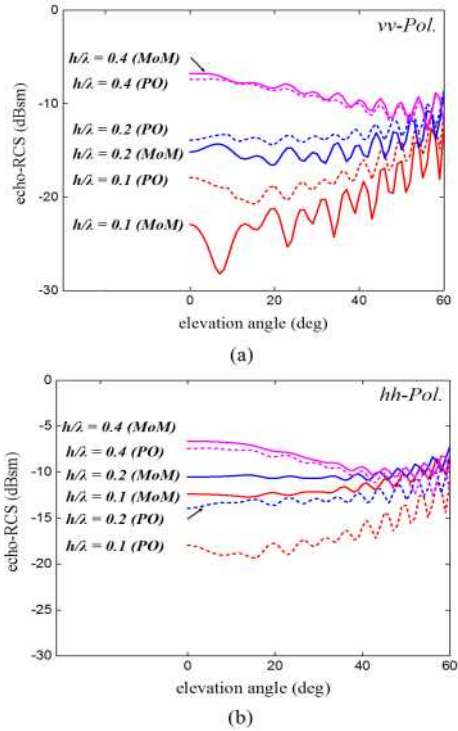 vv-Pol.
0
-10
-20
-30
echo-RCS (dBsm)
h/λ = 0.4 (MoM)
h/λ = 0.4 (PO)
h/λ = 0.2 (PO)
h/λ = 0.2 (MoM)
h/λ = 0.1 (PO)
h/λ = 0.1 (MoM)
0 20 40 60
elevation angle (deg)
(a)
hh-Pol.
0
-5
-10
-15
-20
-25
-30
echo-RCS (dBsm)
h/λ = 0.4 (MoM)
h/λ = 0.4 (PO)
h/λ = 0.2 (MoM)
h/λ = 0.1 (MoM)
h/λ = 0.2 (PO)
h/λ = 0.1 (PO)
0 20 40 60
elevation angle (deg)
(b)